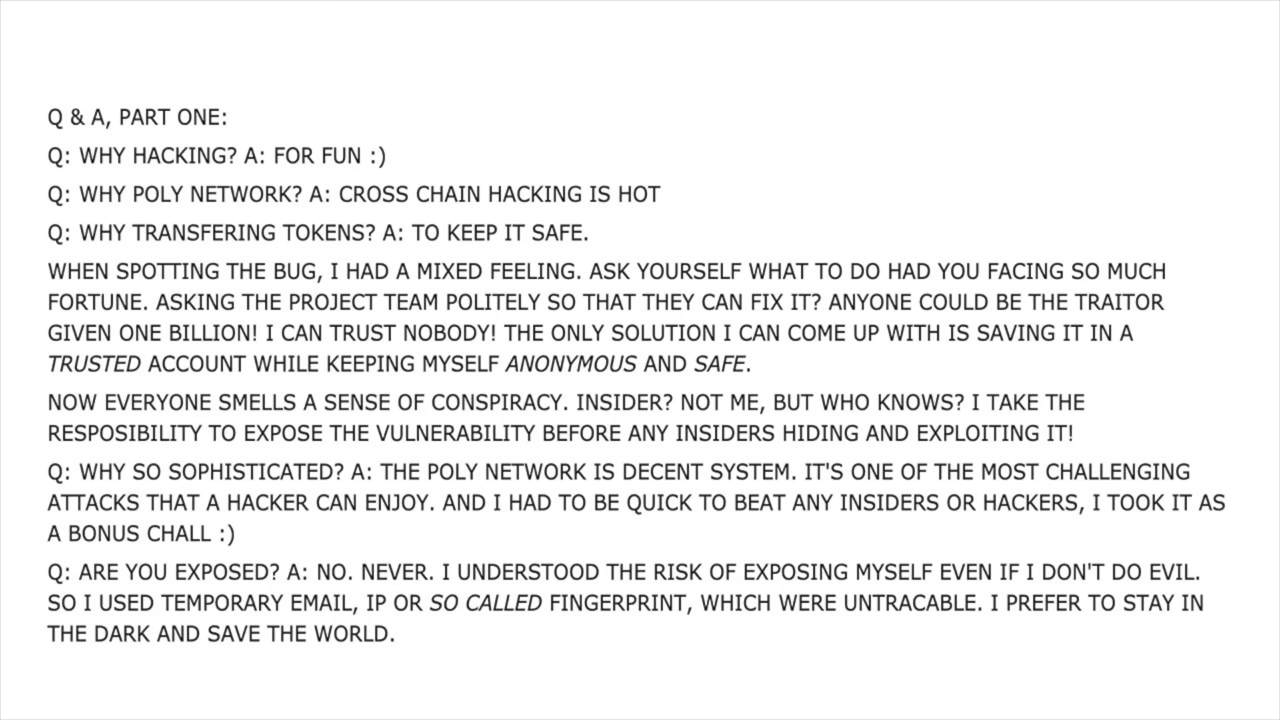 Q & A, PART ONE:
Q: WHY HACKING? A: FOR FUN :)
Q: WHY POLY NETWORK? A: CROSS CHAIN HACKING IS HOT
Q: WHY TRANSFERING TOKENS? A: TO KEEP IT SAFE.
WHEN SPOTTING THE BUG, I HAD A MIXED FEELING. ASK YOURSELF WHAT TO DO HAD YOU FACING SO MUCH
FORTUNE. ASKING THE PROJECT TEAM POLITELY SO THAT THEY CAN FIX IT? ANYONE COULD BE THE TRAITOR
GIVEN ONE BILLION! I CAN TRUST NOBODY! THE ONLY SOLUTION I CAN COME UP WITH IS SAVING IT IN A
TRUSTED ACCOUNT WHILE KEEPING MYSELF ANONYMOUS AND SAFE.
NOW EVERYONE SMELLS A SENSE OF CONSPIRACY. INSIDER? NOT ME, BUT WHO KNOWS? I TAKE THE
RESPOSIBILITY TO EXPOSE THE VULNERABILITY BEFORE ANY INSIDERS HIDING AND EXPLOITING IT!
Q: WHY SO SOPHISTICATED? A: THE POLY NETWORK IS DECENT SYSTEM. IT'S ONE OF THE MOST CHALLENGING
ATTACKS THAT A HACKER CAN ENJOY. AND I HAD TO BE QUICK TO BEAT ANY INSIDERS OR HACKERS, I TOOK IT AS
A BONUS CHALL :)
Q: ARE YOU EXPOSED? A: NO. NEVER. I UNDERSTOOD THE RISK OF EXPOSING MYSELF EVEN IF I DON'T DO EVIL.
SO I USED TEMPORARY EMAIL, IP OR SO CALLED FINGERPRINT, WHICH WERE UNTRACABLE. I PREFER TO STAY IN
THE DARK AND SAVE THE WORLD.